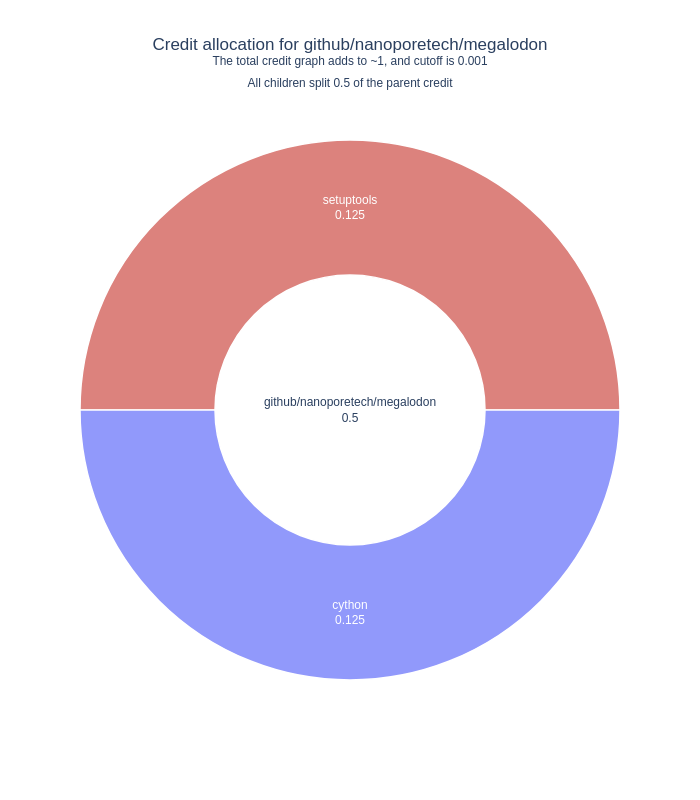 Credit allocation for github/nanoporetech/megalodon
The total credit graph adds to ~1, and cutoff is 0.001
All children split 0.5 of the parent credit
setuptools
0.125
github/nanoporetech/megalodon
0.5
cython
0.125